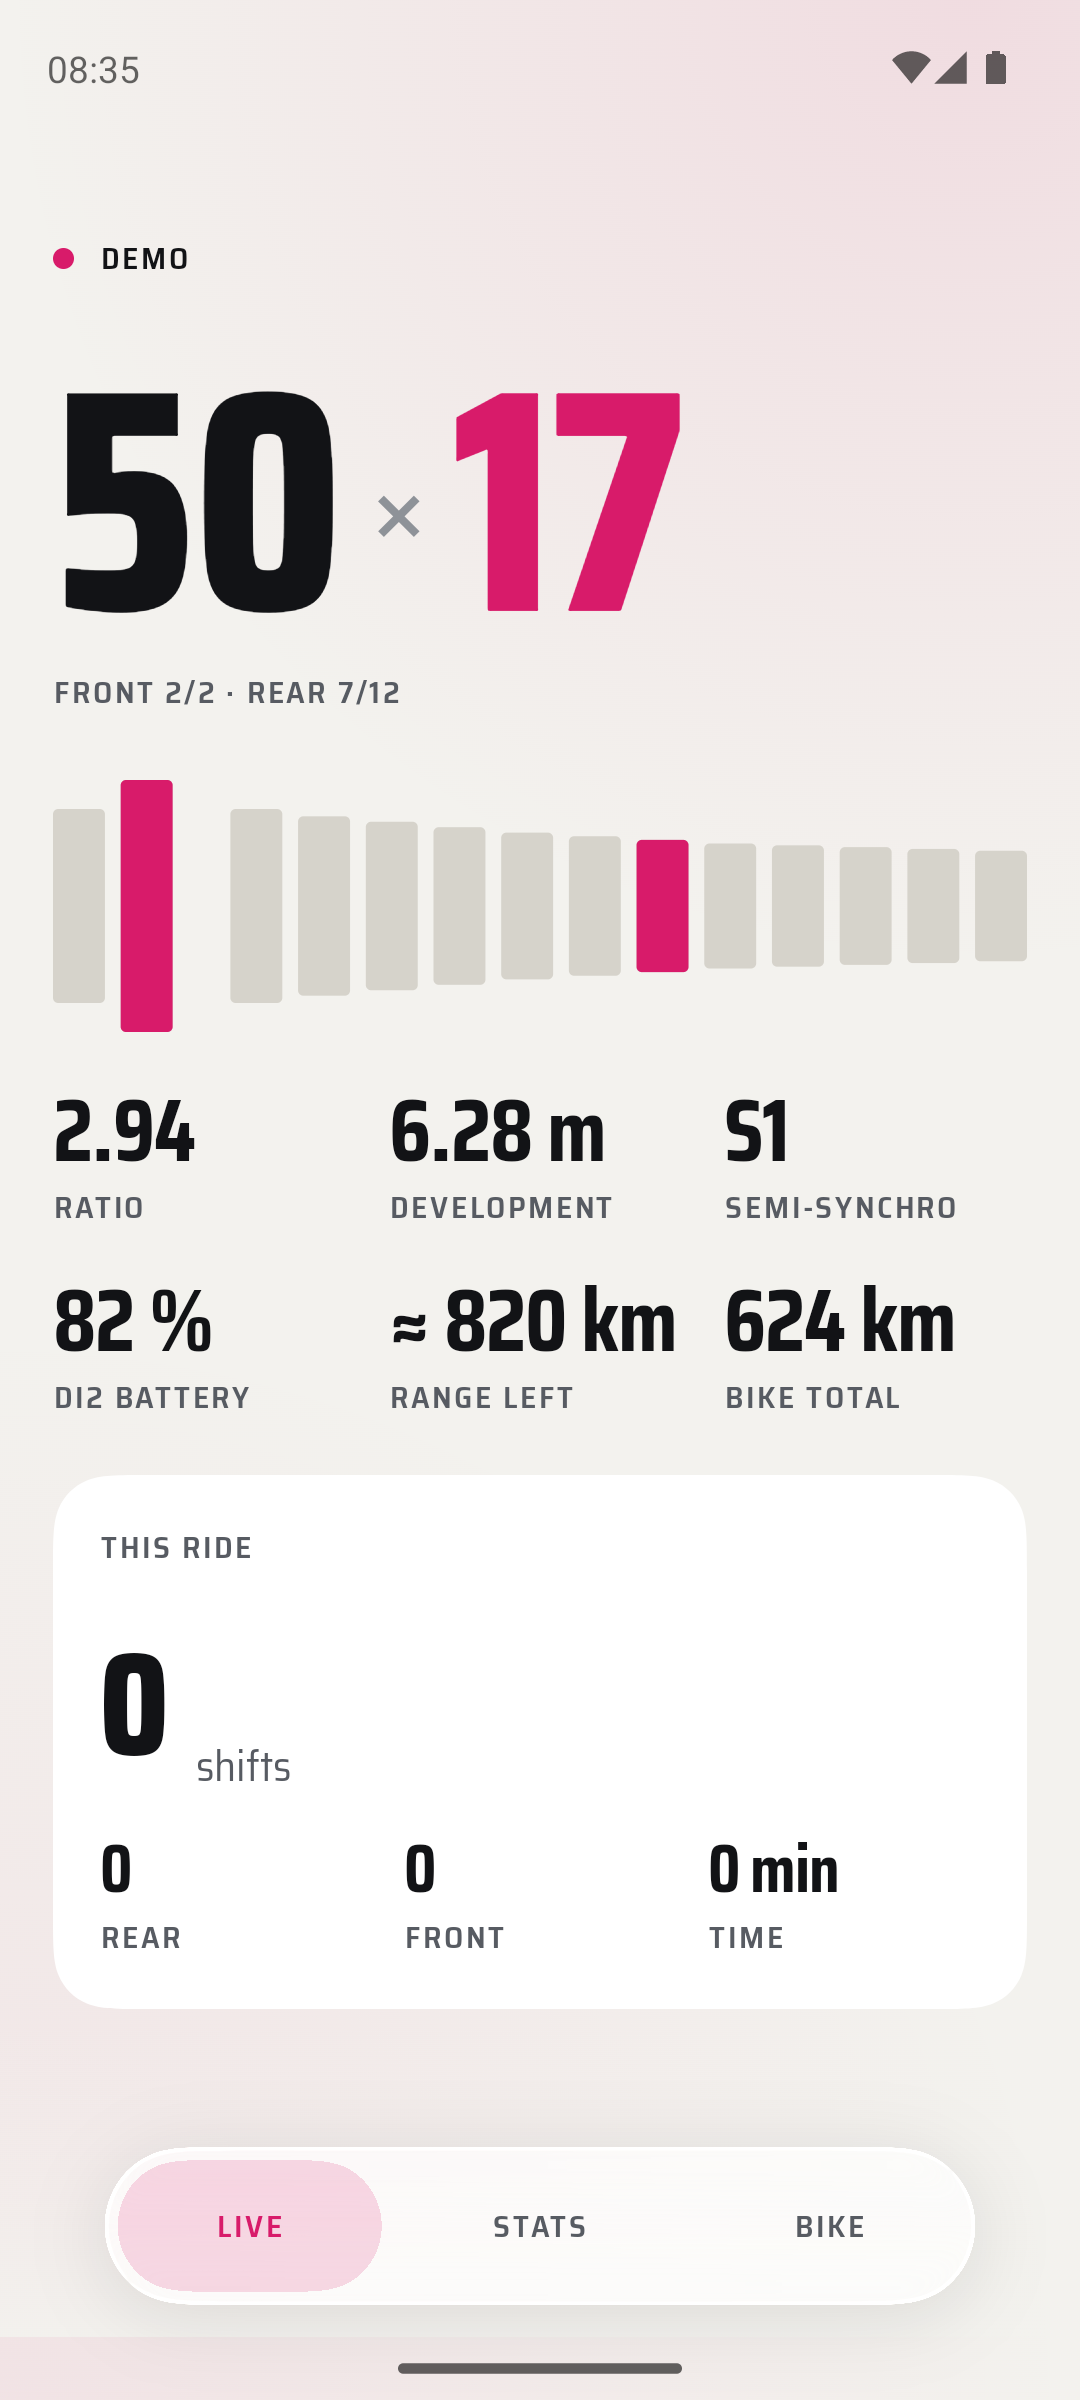 08:35
DEMO
50 × 17
FRONT 2/2 · REAR 7/12
2.94 6.28 m S1
RATIO DEVELOPMENT SEMI-SYNCHRO
82 % ≈ 820 km 624 km
DI2 BATTERY RANGE LEFT BIKE TOTAL
THIS RIDE
0 shifts
0 0 0 min
REAR FRONT TIME
LIVE STATS BIKE